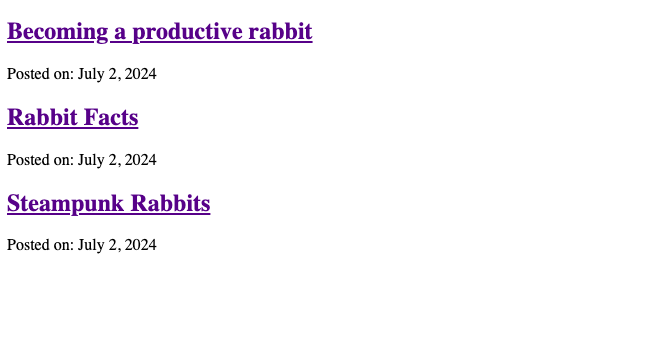 Becoming a productive rabbit
Posted on: July 2, 2024
Rabbit Facts
Posted on: July 2, 2024
Steampunk Rabbits
Posted on: July 2, 2024